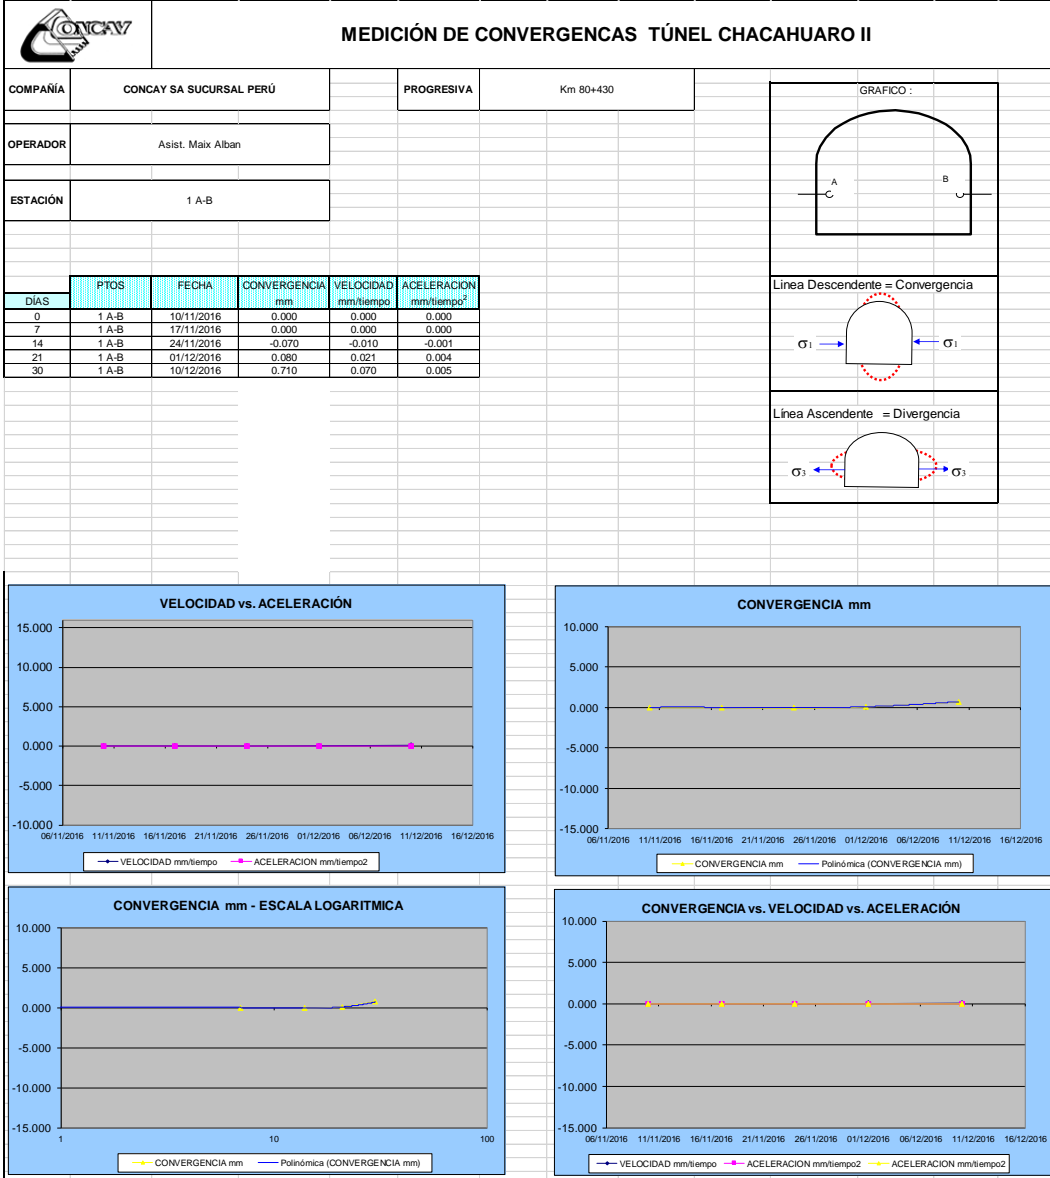 CONCAY
MEDICIÓN DE CONVERGENCAS TÚNEL CHACAHUARO II
COMPAÑÍA CONCAY SA SUCURSAL PERÚ PROGRESIVA Km 80+430
GRAFICO :
OPERADOR Asist. Maix Alban
A B
ESTACIÓN 1 A-B
PTOS FECHA CONVERGENCIA VELOCIDAD ACELERACION
DÍAS mm mm/tiempo mm/tiempo²
0 1 A-B 10/11/2016 0.000 0.000 0.000
7 1 A-B 17/11/2016 0.000 0.000 0.000
14 1 A-B 24/11/2016 -0.070 -0.010 -0.001
21 1 A-B 01/12/2016 0.080 0.021 0.004
30 1 A-B 10/12/2016 0.710 0.070 0.005
Linea Descendente = Convergencia
σ1 σ1
Línea Ascendente = Divergencia
σ3 σ3
VELOCIDAD vs. ACELERACIÓN
15.000
10.000
5.000
0.000
-5.000
-10.000
06/11/2016 11/11/2016 16/11/2016 21/11/2016 26/11/2016 01/12/2016 06/12/2016 11/12/2016 16/12/2016
VELOCIDAD mm/tiempo ACELERACION mm/tiempo2
CONVERGENCIA mm
10.000
5.000
0.000
-5.000
-10.000
-15.000
06/11/2016 11/11/2016 16/11/2016 21/11/2016 26/11/2016 01/12/2016 06/12/2016 11/12/2016 16/12/2016
CONVERGENCIA mm Polinómica (CONVERGENCIA mm)
CONVERGENCIA mm - ESCALA LOGARITMICA
10.000
5.000
0.000
-5.000
-10.000
-15.000
1 10 100
CONVERGENCIA mm Polinómica (CONVERGENCIA mm)
CONVERGENCIA vs. VELOCIDAD vs. ACELERACIÓN
10.000
5.000
0.000
-5.000
-10.000
-15.000
06/11/2016 11/11/2016 16/11/2016 21/11/2016 26/11/2016 01/12/2016 06/12/2016 11/12/2016 16/12/2016
VELOCIDAD mm/tiempo ACELERACION mm/tiempo2 ACELERACION mm/tiempo2